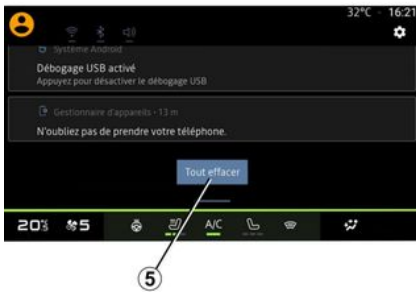 32°C - 16:21
Système Android
Débogage USB activé
Appuyez pour désactiver le débogage USB
Gestionnaire d'appareils • 13 m
N'oubliez pas de prendre votre téléphone.
Tout effacer
20 5 A/C
5